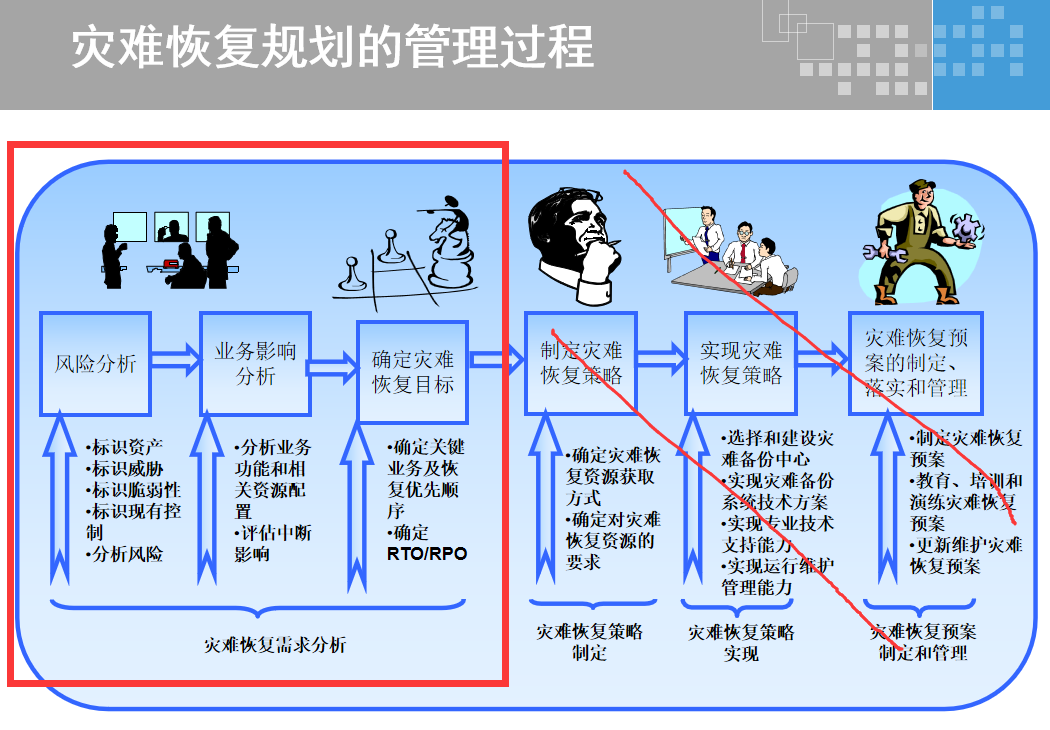 灾难恢复规划的管理过程
风险分析
业务影响
分析
确定灾难
恢复目标
制定灾难
恢复策略
实现灾难
恢复策略
灾难恢复预
案的制定、
落实和管理
•标识资产
•标识威胁
•标识脆弱性
•标识现有控
制
•分析风险
•分析业务
功能和相
关资源配
置
•评估中断
影响
•确定关键
业务及恢
复优先顺
序
•确定
RTO/RPO
•确定灾难恢
复资源获取
方式
•确定对灾难
恢复资源的
要求
•选择和建设灾
难备份中心
•实现灾难备份
系统技术方案
•实现专业技术
支持能力
•实现运行维护
管理能力
•制定灾难恢复
预案
•教育、培训和
演练灾难恢复
预案
•更新维护灾难
恢复预案
灾难恢复需求分析
灾难恢复策略
制定
灾难恢复策略
实现
灾难恢复预案
制定和管理